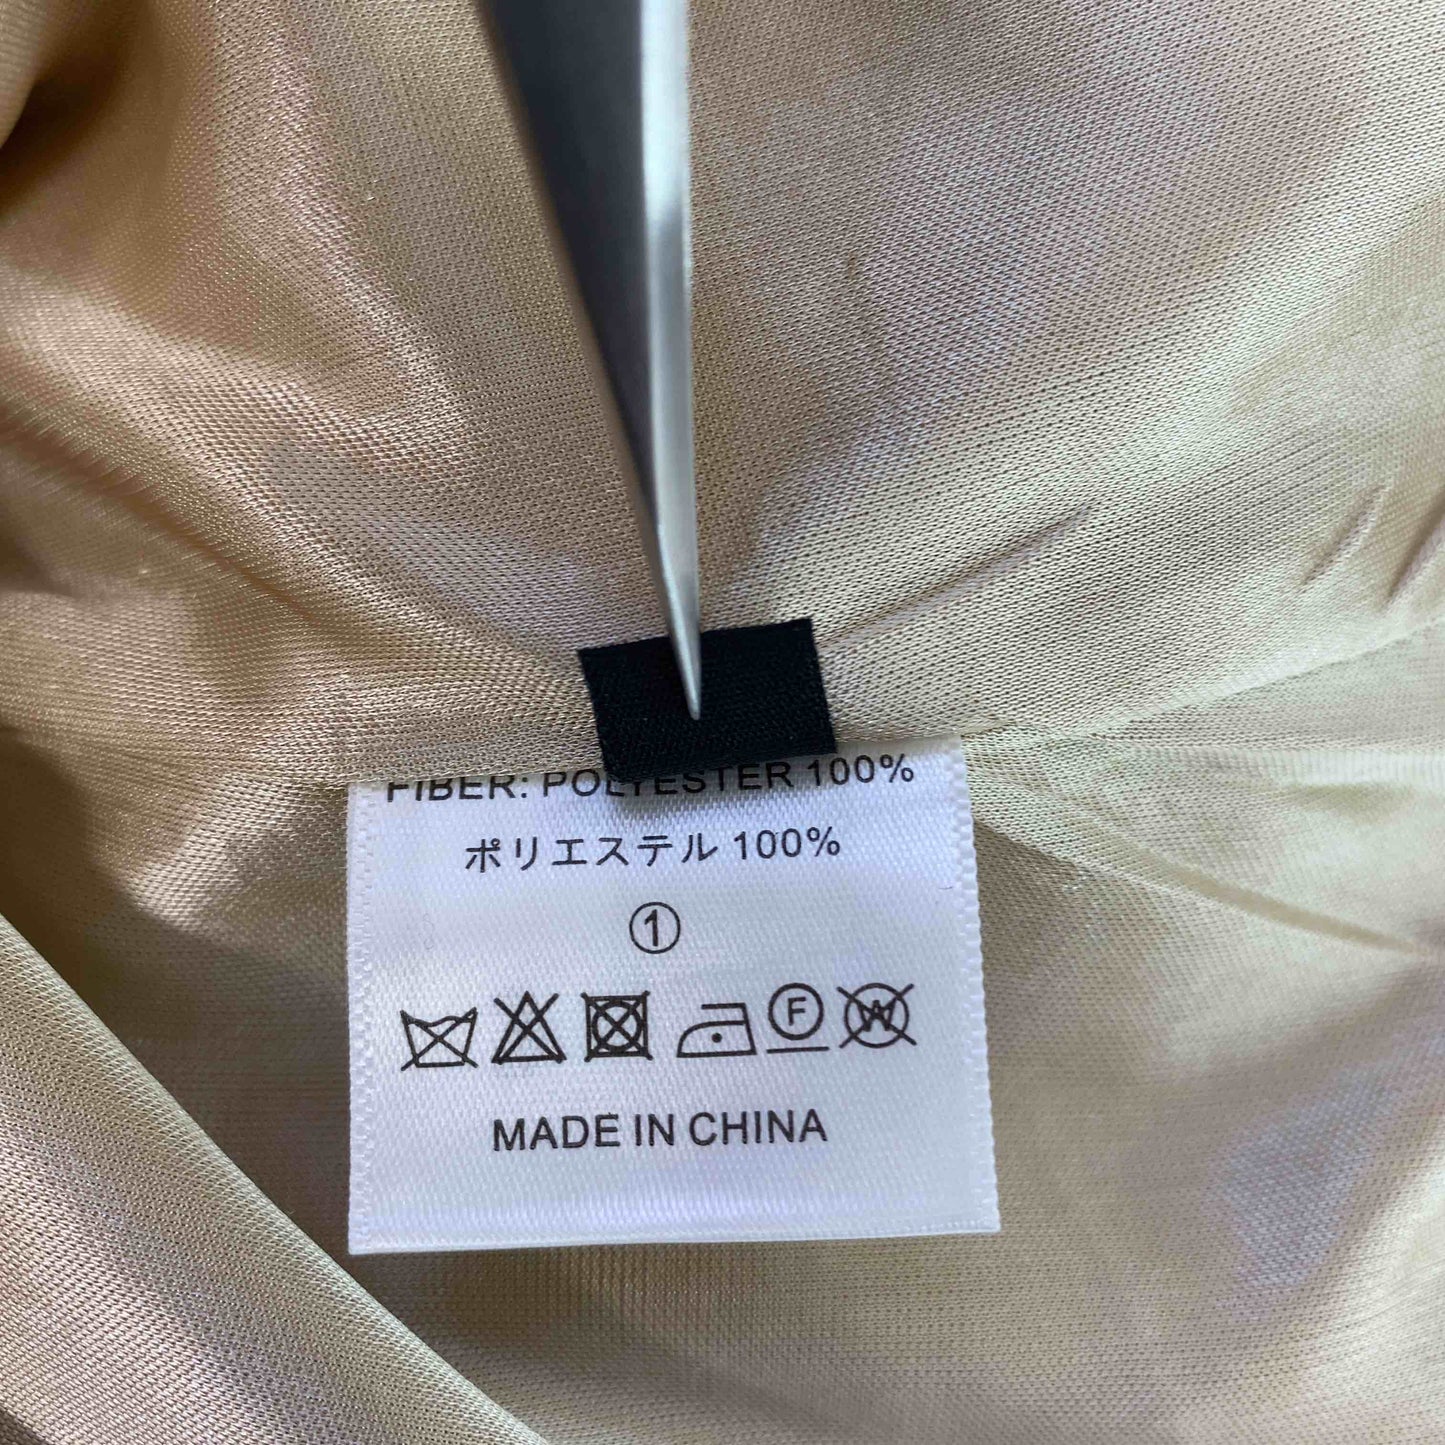 FIBER: POLYESTER 100%
ポリエステル 100%
①
F W
MADE IN CHINA